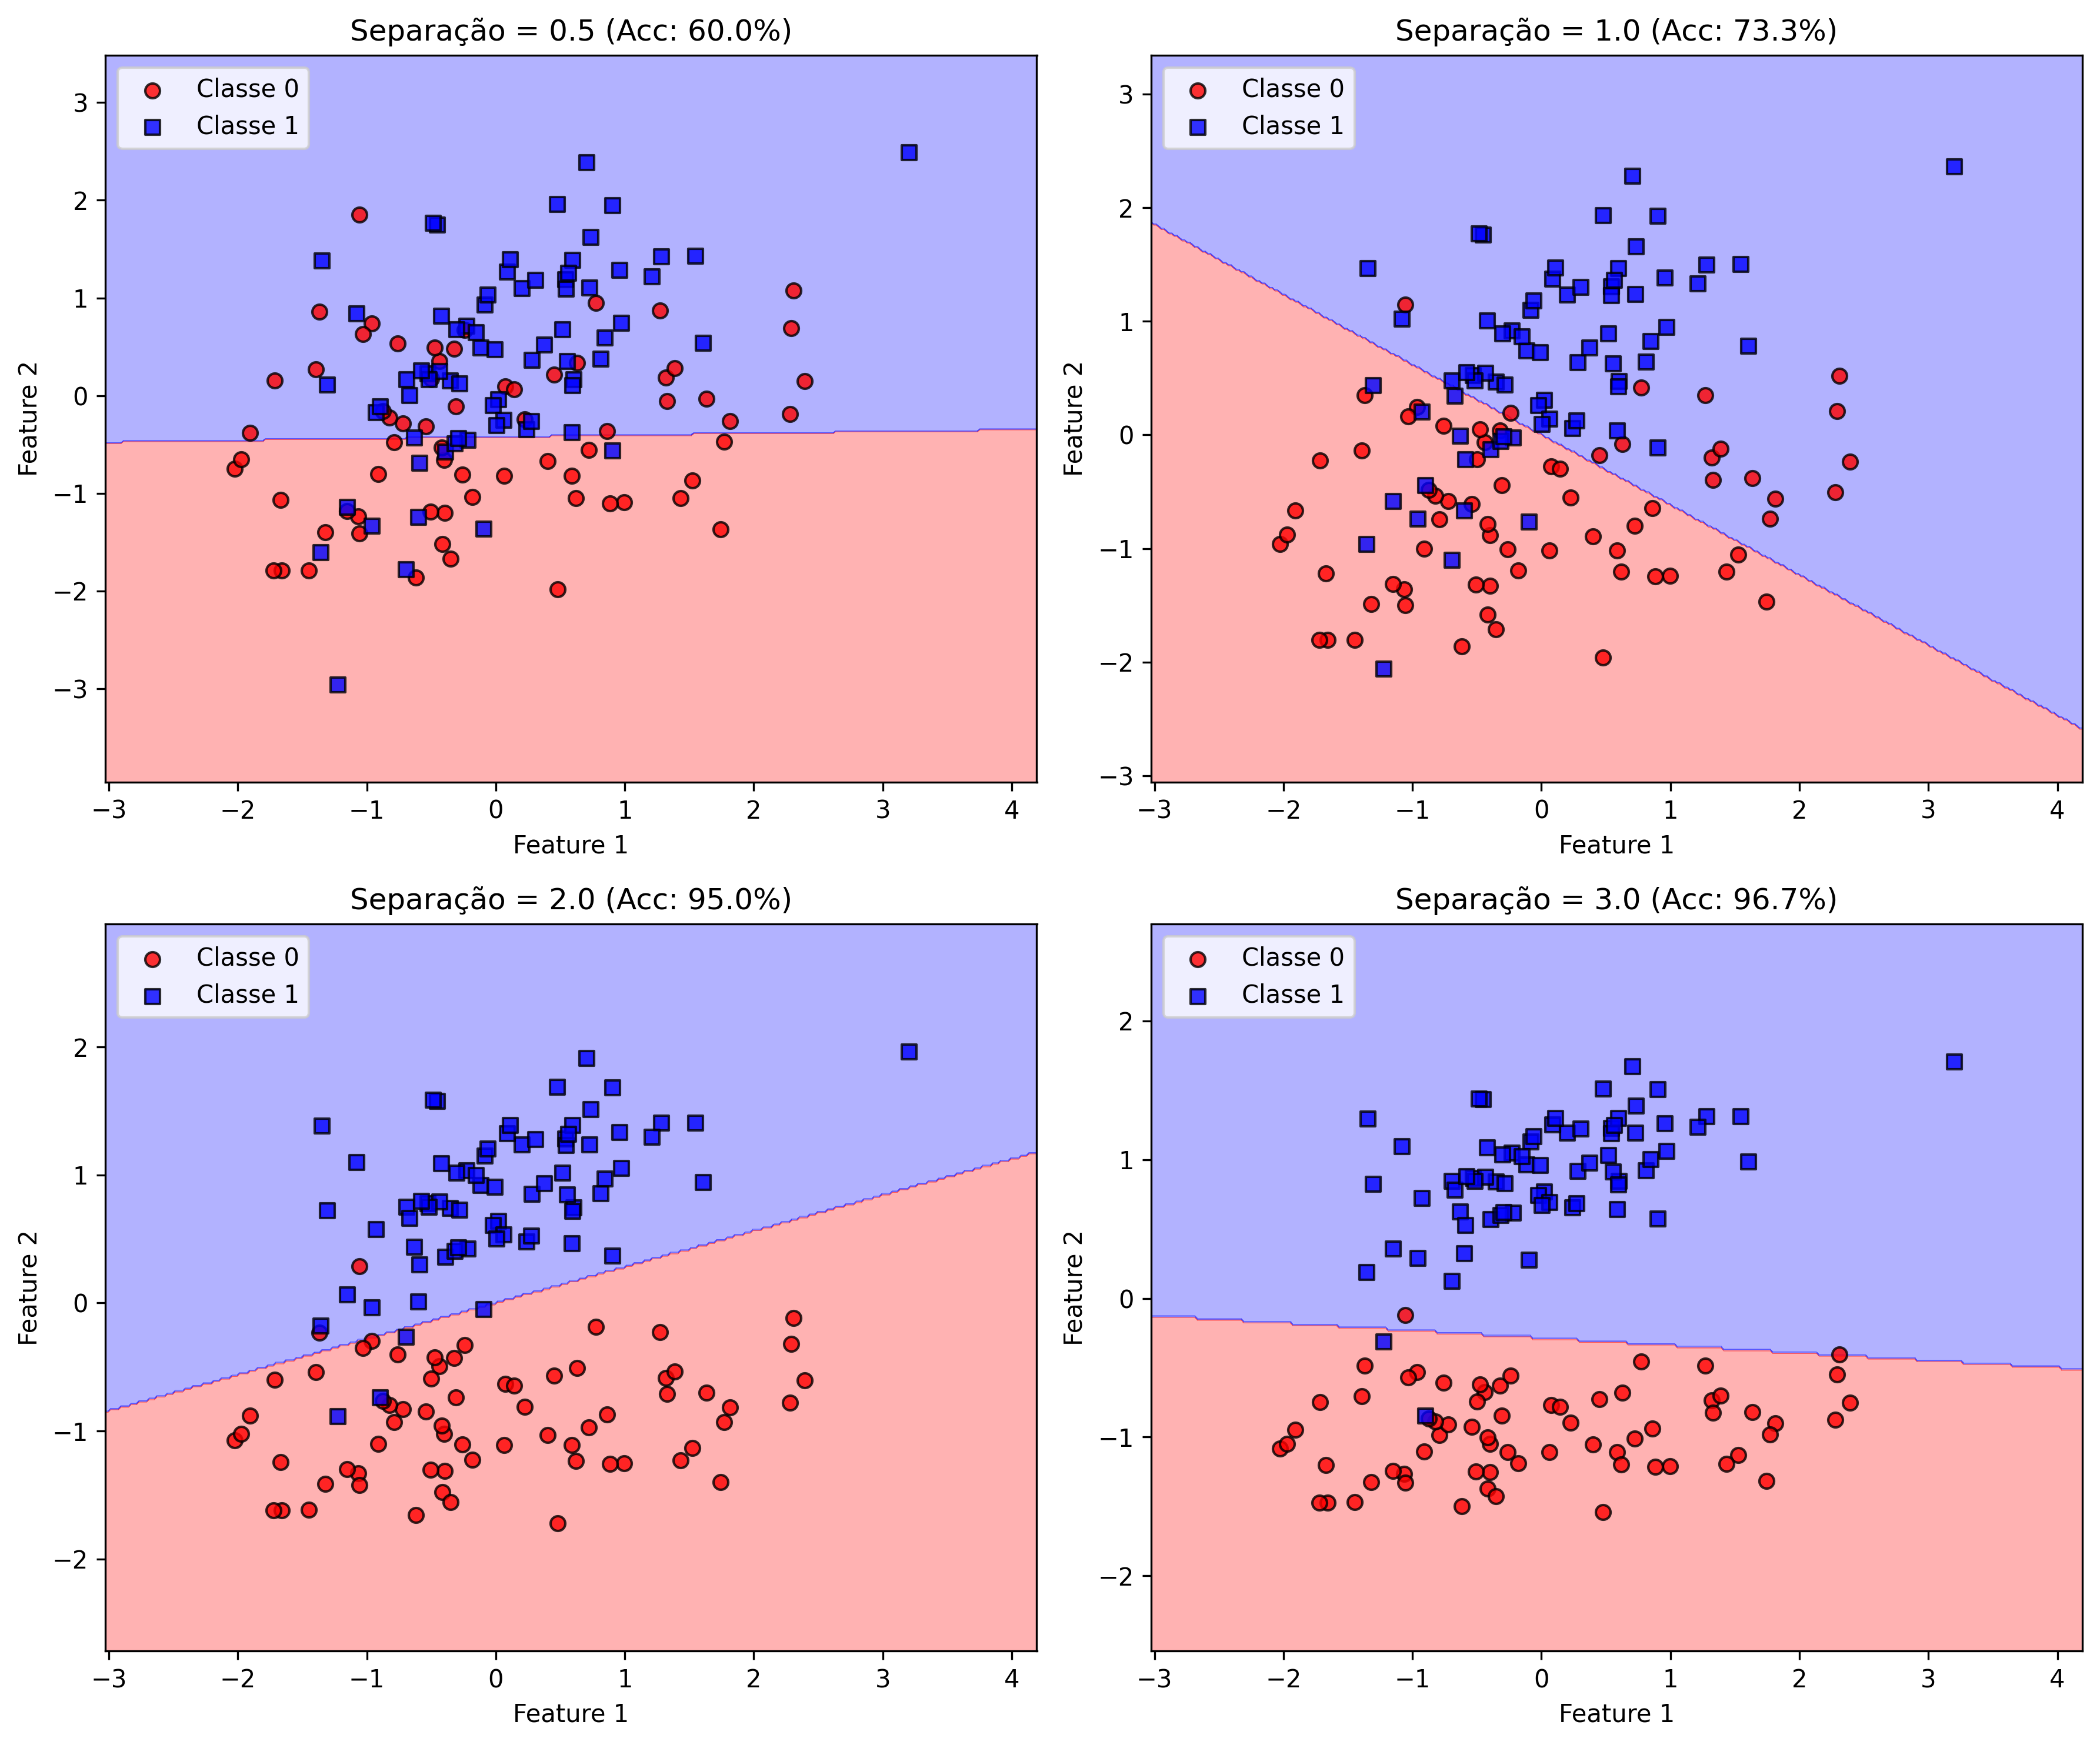 Separação = 0.5 (Acc: 60.0%)
Classe 0
Classe 1
3
2
1
0
−1
−2
−3
Feature 2
−3 −2 −1 0 1 2 3 4
Feature 1
Separação = 1.0 (Acc: 73.3%)
Classe 0
Classe 1
3
2
1
0
−1
−2
−3
Feature 2
−3 −2 −1 0 1 2 3 4
Feature 1
Separação = 2.0 (Acc: 95.0%)
Classe 0
Classe 1
2
1
0
−1
−2
Feature 2
−3 −2 −1 0 1 2 3 4
Feature 1
Separação = 3.0 (Acc: 96.7%)
Classe 0
Classe 1
2
1
0
−1
−2
Feature 2
−3 −2 −1 0 1 2 3 4
Feature 1